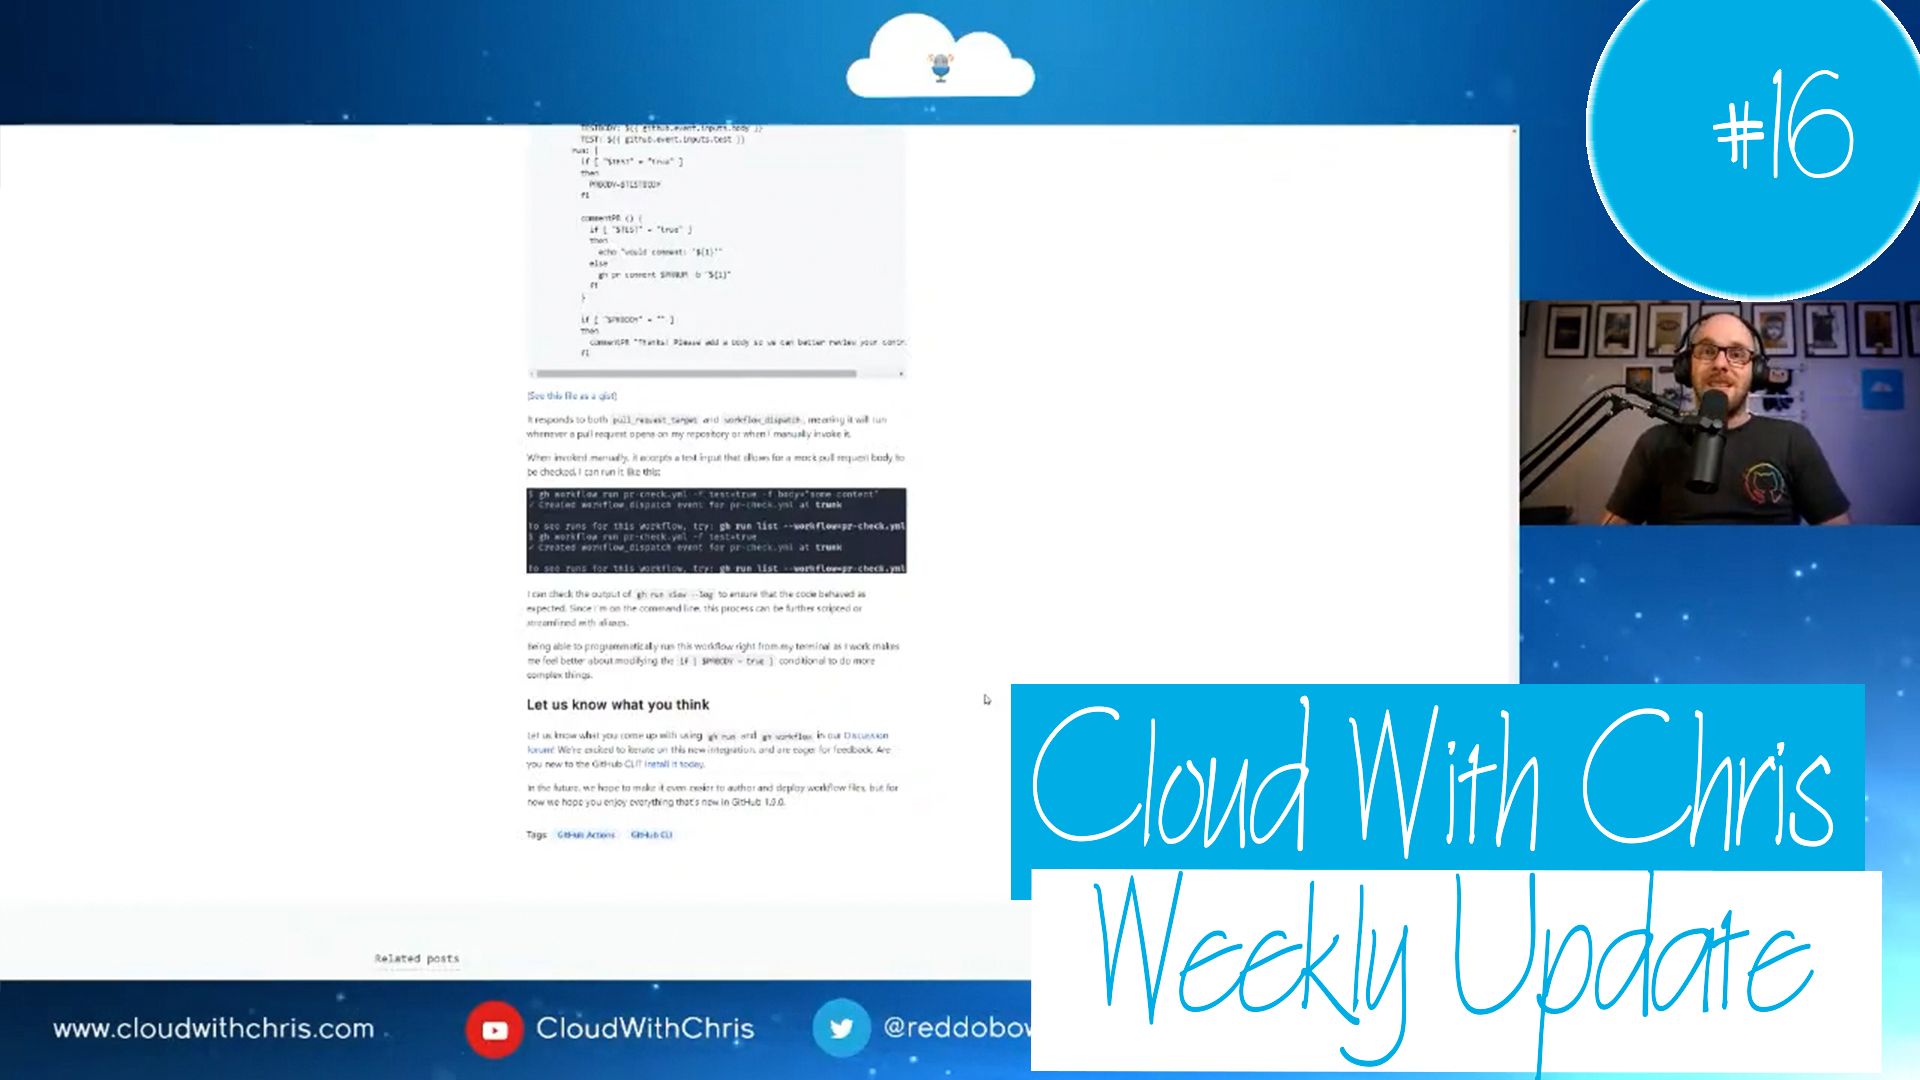 #16
TESTBODY: ${{ github.event.inputs.body }}
TEST: ${{ github.event.inputs.test }}
run: |
if [ "$TEST" = "true" ]
then
PRBODY=$TESTBODY
fi
commentPR () {
if [ "$TEST" = "true" ]
then
echo "would comment: '${1}'"
else
gh pr comment $PRNUM -b "${1}"
fi
}
if [ "$PRBODY" = "" ]
then
commentPR "Thanks! Please add a body so we can better review your contr
fi
(See this file as a gist)
It responds to both pull_request_target and workflow_dispatch, meaning it will run
whenever a pull request opens on my repository or when I manually invoke it.
When invoked manually, it accepts a test input that allows for a mock pull request body to
be checked. I can run it like this:
$ gh workflow run pr-check.yml -f test=true -f body="some content"
✓ Created workflow_dispatch event for pr-check.yml at trunk
To see runs for this workflow, try: gh run list --workflow=pr-check.yml
$ gh workflow run pr-check.yml -f test=true
✓ Created workflow_dispatch event for pr-check.yml at trunk
To see runs for this workflow, try: gh run list --workflow=pr-check.yml
I can check the output of gh run view --log to ensure that the code behaved as
expected. Since I'm on the command line, this process can be further scripted or
streamlined with aliases.
Being able to programmatically run this workflow right from my terminal as I work makes
me feel better about modifying the if [ $PRBODY = true ] conditional to do more
complex things.
Let us know what you think
Let us know what you come up with using gh run and gh workflow in our Discussion
forum! We're excited to iterate on this new integration, and are eager for feedback. Are
you new to the GitHub CLI? Install it today.
In the future, we hope to make it even easier to author and deploy workflow files, but for
now we hope you enjoy everything that's new in GitHub 1.9.0.
Tags GitHub Actions GitHub CLI
Related posts
Cloud With Chris
Weekly Update
www.cloudwithchris.com CloudWithChris @reddobow